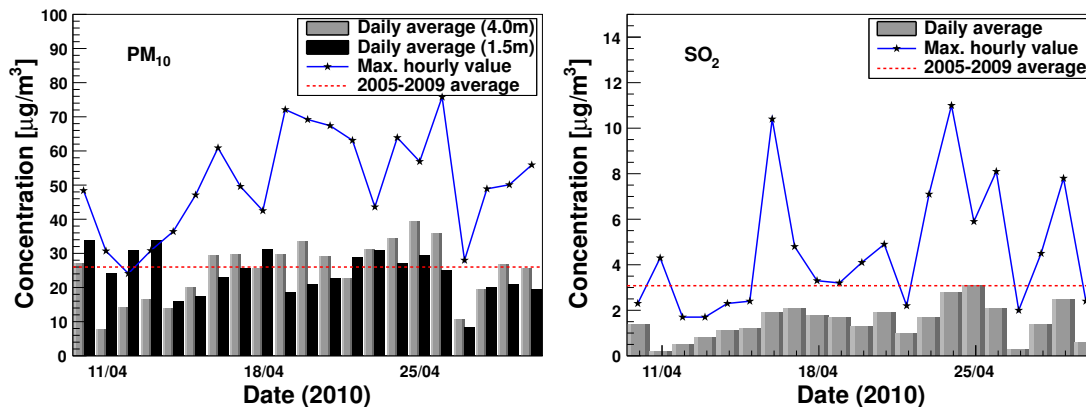 Concentration [μg/m³]
100
90
80
70
60
50
40
30
20
10
0
PM₁₀
Daily average (4.0m)
Daily average (1.5m)
Max. hourly value
2005-2009 average
11/04
18/04
25/04
Date (2010)
Concentration [μg/m³]
14
12
10
8
6
4
2
0
SO₂
Daily average
Max. hourly value
2005-2009 average
11/04
18/04
25/04
Date (2010)